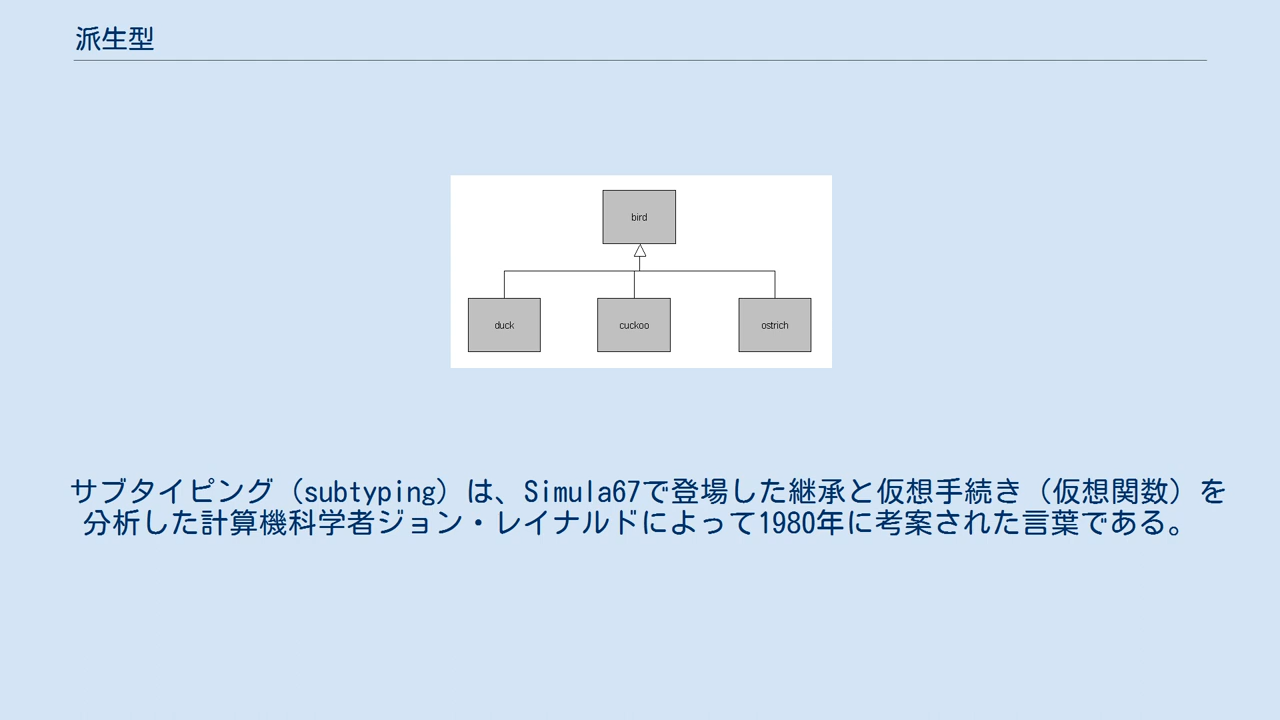 派生型
bird
duck cuckoo ostrich
サブタイピング（subtyping）は、Simula67で登場した継承と仮想手続き（仮想関数）を
分析した計算機科学者ジョン・レイナルドによって1980年に考案された言葉である。